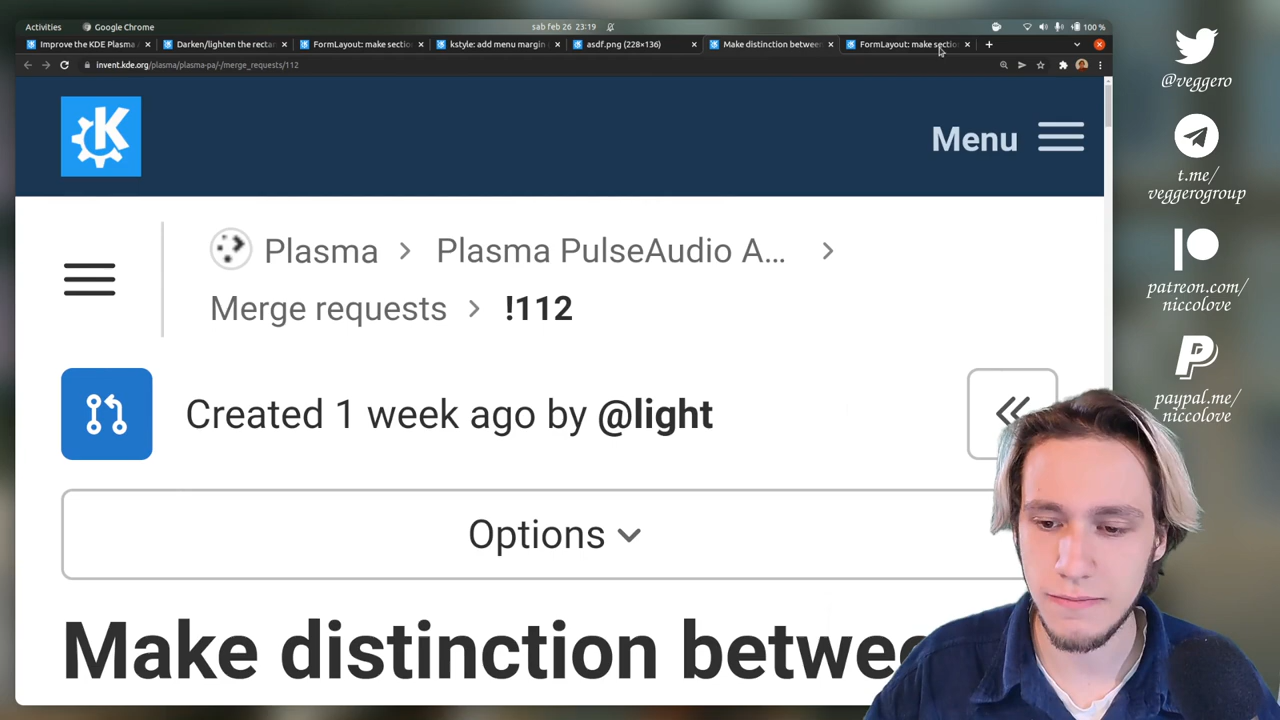 Activities
Google Chrome
sab feb 26 23:19
100 %
Improve the KDE Plasma
Darken/lighten the recta
FormLayout: make sectio
kstyle: add menu margin
asdf.png (228×136)
Make distinction betwee
FormLayout: make sectio
invent.kde.org/plasma/plasma-pa/-/merge_requests/112
Menu
Plasma
Plasma PulseAudio A...
Merge requests
!112
Created 1 week ago by @light
Options
Make distinction betwee
@veggero
t.me/
veggerogroup
patreon.com/
niccolove
paypal.me/
niccolove